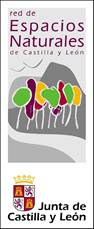 red de
Espacios
Naturales
de Castilla y León
Junta de
Castilla y León